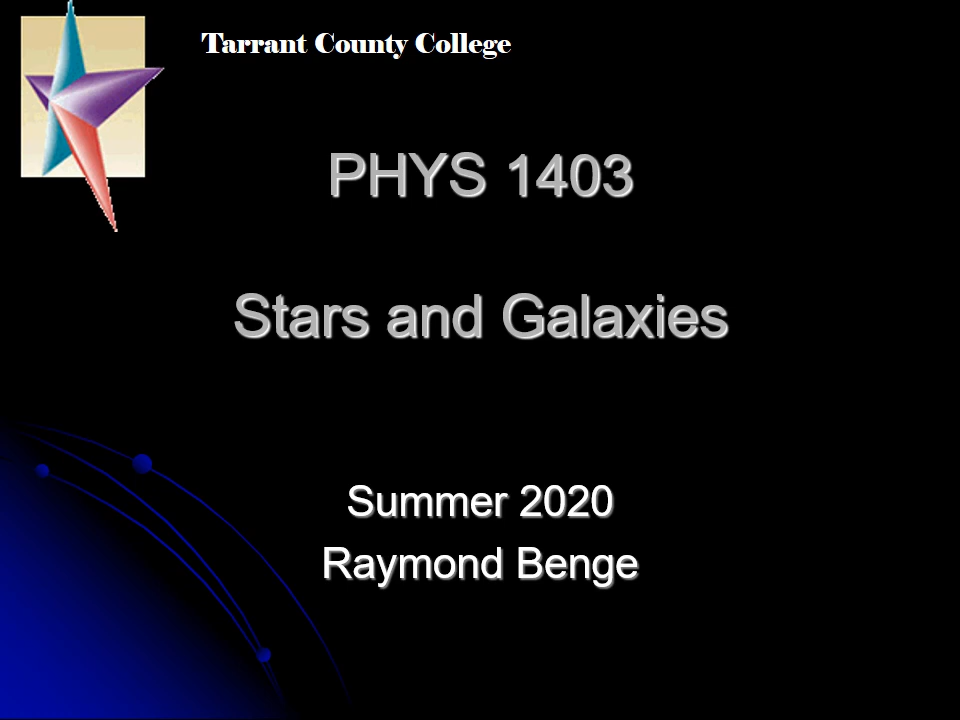 Tarrant County College
PHYS 1403
Stars and Galaxies
Summer 2020
Raymond Benge